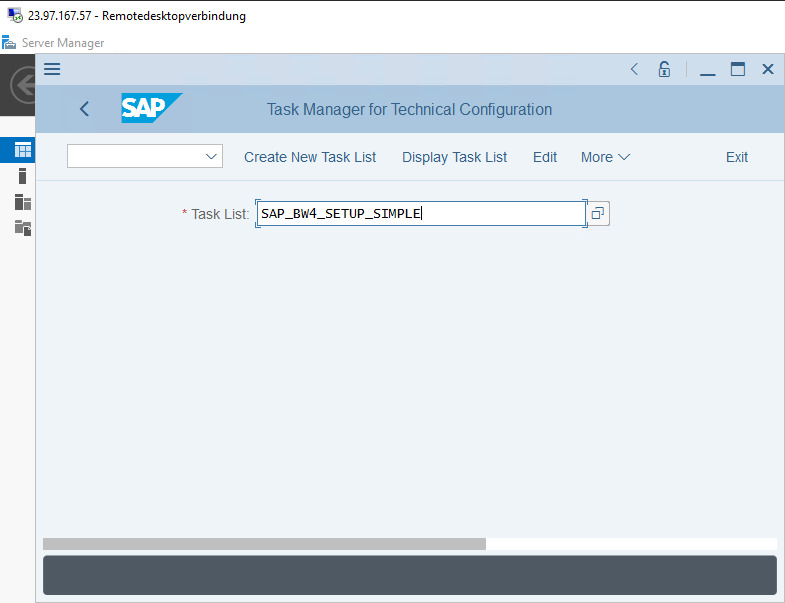 23.97.167.57 - Remotedesktopverbindung
Server Manager
SAP Task Manager for Technical Configuration
Create New Task List Display Task List Edit More Exit
* Task List: SAP_BW4_SETUP_SIMPLE